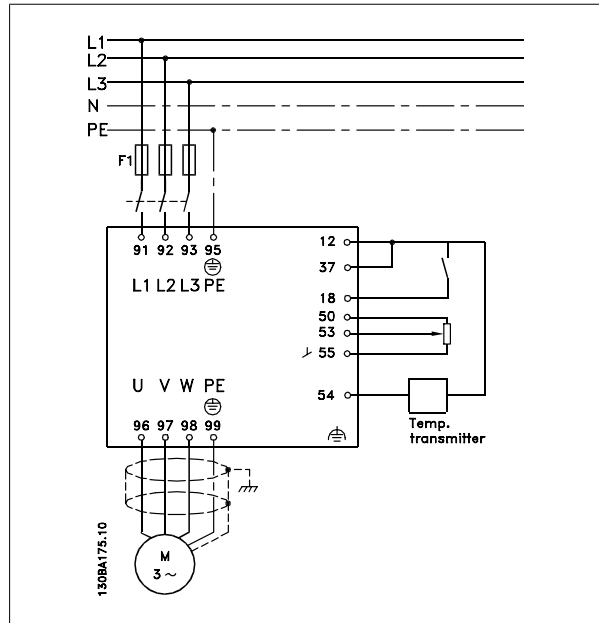 L1
L2
L3
N
PE
F1
91 92 93 95
L1 L2 L3 PE
12
37
18
50
53
55
54
U V W PE
96 97 98 99
Temp.
transmitter
M
3~
130BA175.10